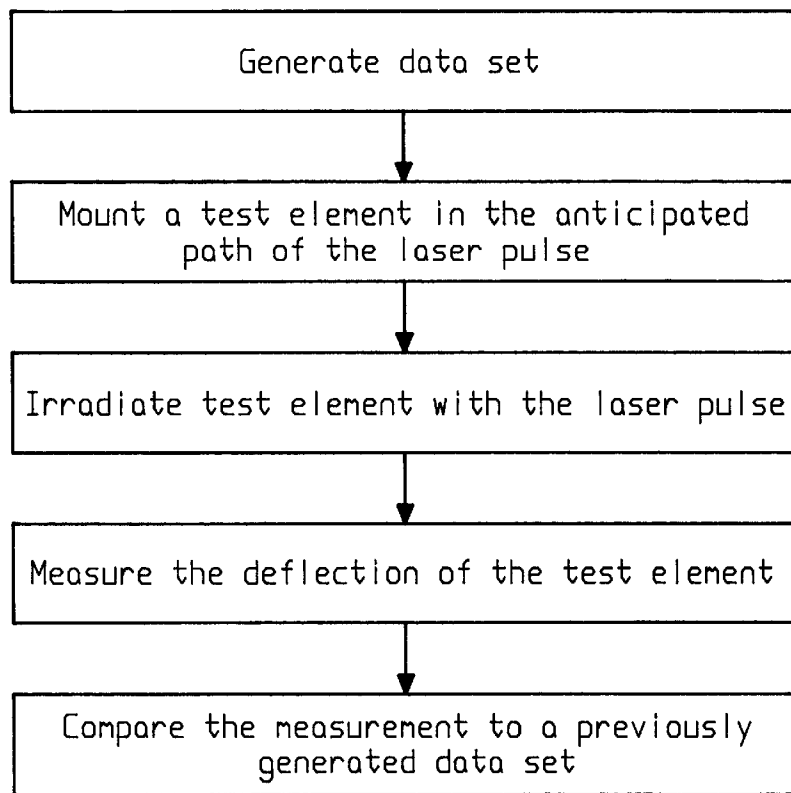 Generate data set
Mount a test element in the anticipated
path of the laser pulse
Irradiate test element with the laser pulse
Measure the deflection of the test element
Compare the measurement to a previously
generated data set